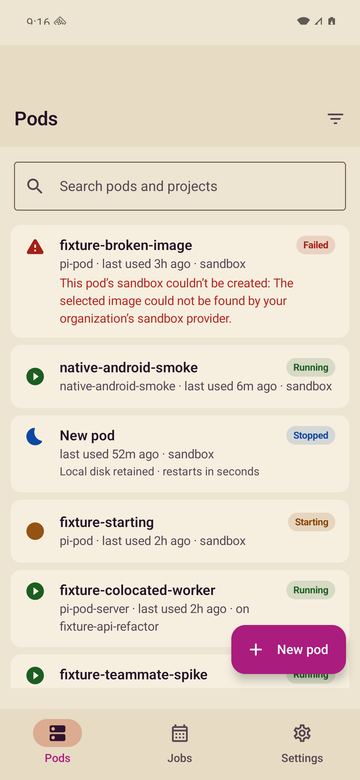 9:16
Pods
Search pods and projects
fixture-broken-image
Failed
pi-pod · last used 3h ago · sandbox
This pod's sandbox couldn't be created: The
selected image could not be found by your
organization's sandbox provider.
native-android-smoke
Running
native-android-smoke · last used 6m ago · sandbox
New pod
Stopped
last used 52m ago · sandbox
Local disk retained · restarts in seconds
fixture-starting
Starting
pi-pod · last used 2h ago · sandbox
fixture-colocated-worker
Running
pi-pod-server · last used 2h ago · on
fixture-api-refactor
New pod
fixture-teammate-spike
Running
Pods
Jobs
Settings